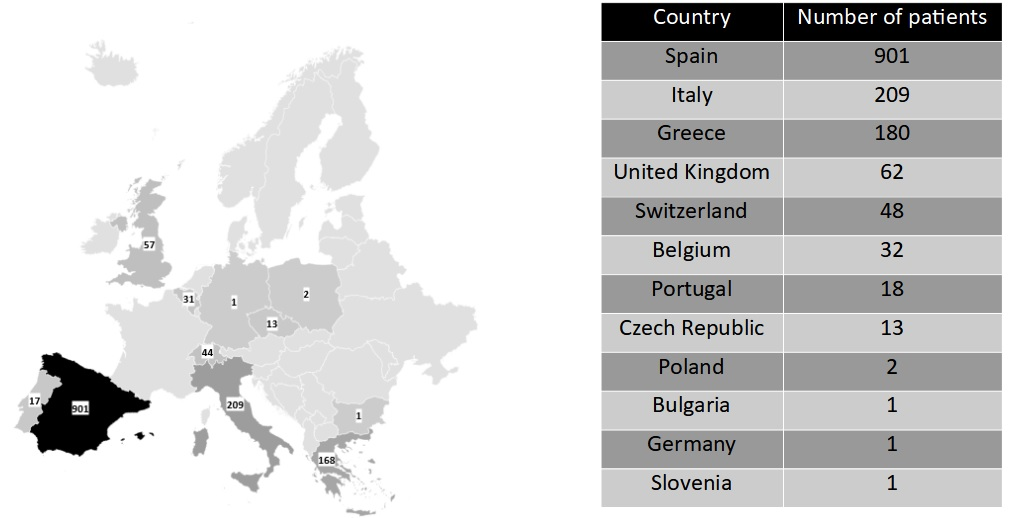 57
31
1
2
13
44
17
901
209
1
168
Country Number of patients
Spain 901
Italy 209
Greece 180
United Kingdom 62
Switzerland 48
Belgium 32
Portugal 18
Czech Republic 13
Poland 2
Bulgaria 1
Germany 1
Slovenia 1